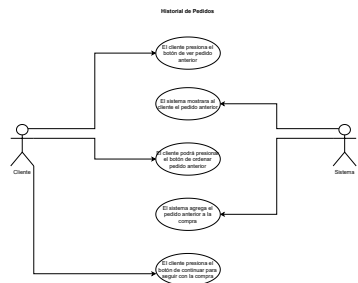 Historial de Pedidos
El cliente presiona el
botón de ver pedido
anterior
El sistema mostrara al
cliente el pedido anterior
El cliente podrá presionar
el botón de ordenar
pedido anterior
Cliente
Sistema
El sistema agrega el
pedido anterior a la
compra
El cliente presiona el
botón de continuar para
seguir con la compra